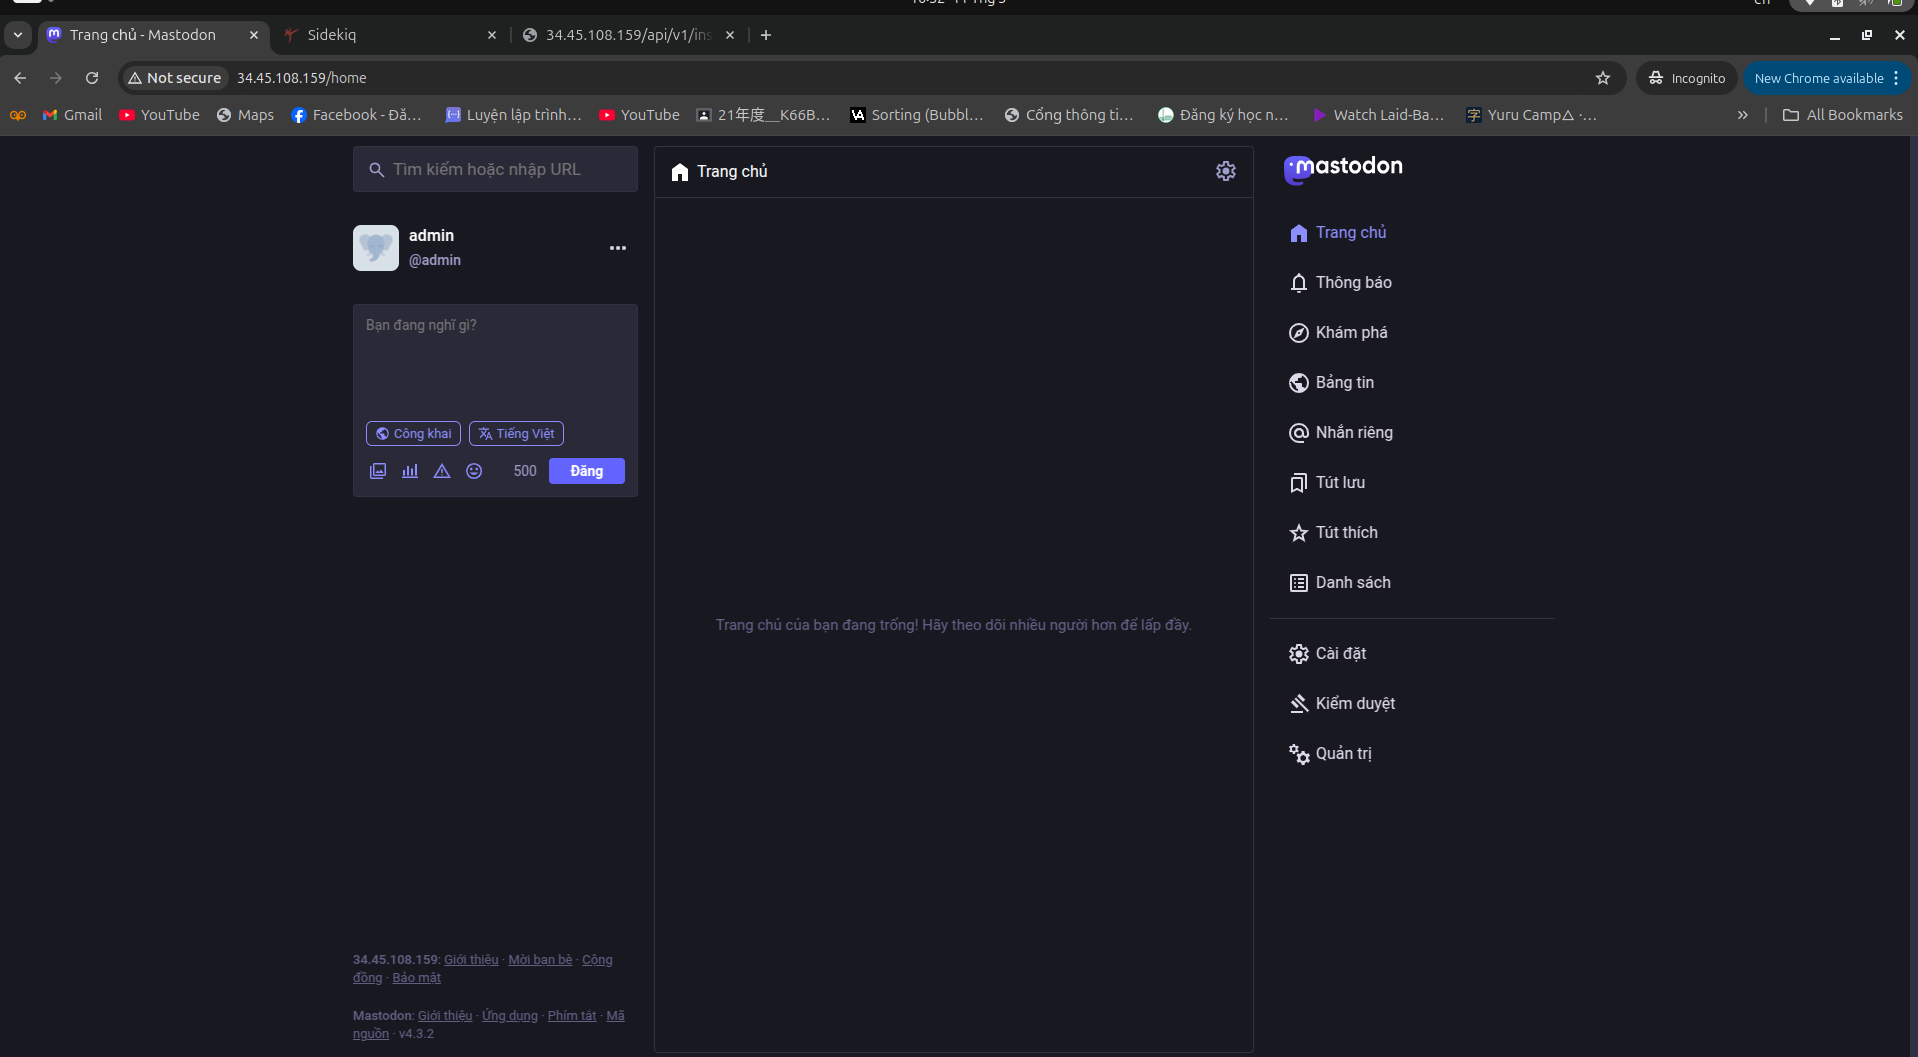 Trang chủ - Mastodon
Sidekiq
34.45.108.159/api/v1/ins
Not secure
34.45.108.159/home
Incognito
New Chrome available
Gmail
YouTube
Maps
Facebook - Đă...
Luyện lập trình...
YouTube
21年度__K66B...
Sorting (Bubbl...
Cổng thông ti...
Đăng ký học n...
Watch Laid-Ba...
Yuru Camp△ ·...
All Bookmarks
Tìm kiếm hoặc nhập URL
admin
@admin
Bạn đang nghĩ gì?
Công khai
Tiếng Việt
500
Đăng
34.45.108.159: Giới thiệu · Mời bạn bè · Cộng
đồng · Bảo mật
Mastodon: Giới thiệu · Ứng dụng · Phím tắt · Mã
nguồn · v4.3.2
Trang chủ
Trang chủ của bạn đang trống! Hãy theo dõi nhiều người hơn để lấp đầy.
mastodon
Trang chủ
Thông báo
Khám phá
Bảng tin
Nhắn riêng
Tút lưu
Tút thích
Danh sách
Cài đặt
Kiểm duyệt
Quản trị